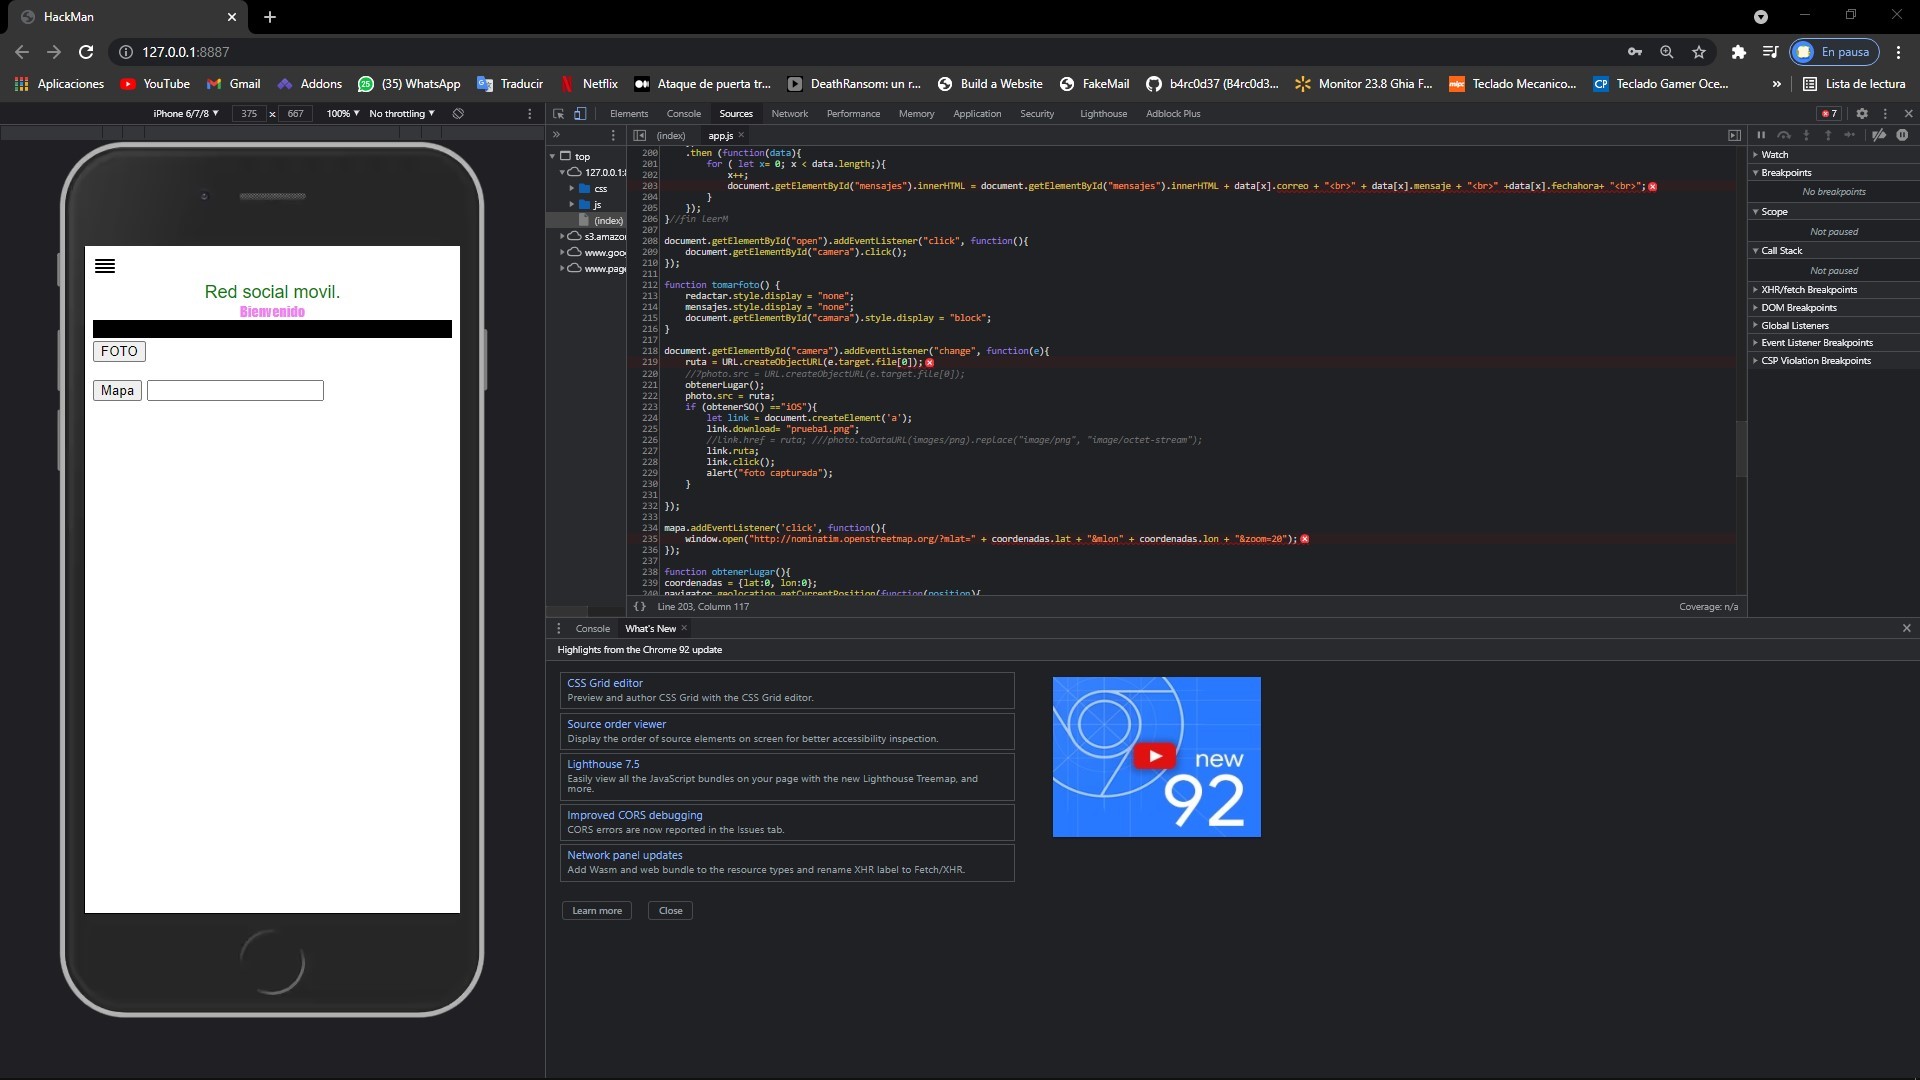 HackMan
127.0.0.1:8887
En pausa
Aplicaciones
YouTube
Gmail
Addons
(35) WhatsApp
Traducir
Netflix
Ataque de puerta tr...
DeathRansom: un r...
Build a Website
FakeMail
b4rc0d37 (B4rc0d3...
Monitor 23.8 Ghia F...
Teclado Mecanico...
Teclado Gamer Oce...
»
Lista de lectura
iPhone 6/7/8 375 x 667 100% No throttling
Red social movil.
Bienvenido
FOTO
Mapa
Elements Console Sources Network Performance Memory Application Security Lighthouse Adblock Plus
7
»
top
127.0.0.1:8
css
js
(index)
s3.amazon
www.goo
www.page
(index) app.js
200 .then (function(data){
201 for ( let x= 0; x < data.length;){
202 x++;
203 document.getElementById("mensajes").innerHTML = document.getElementById("mensajes").innerHTML + data[x].correo + "<br>" + data[x].mensaje + "<br>" +data[x].fechahora+ "<br>";
204 }
205 });
206 }//fin leerM
207
208 document.getElementById("open").addEventListener("click", function(){
209 document.getElementById("camera").click();
210 });
211
212 function tomarfoto() {
213 redactar.style.display = "none";
214 mensajes.style.display = "none";
215 document.getElementById("camara").style.display = "block";
216 }
217
218 document.getElementById("camera").addEventListener("change", function(e){
219 ruta = URL.createObjectURL(e.target.file[0]);
220 //7photo.src = URL.createObjectURL(e.target.file[0]);
221 obtenerLugar();
222 photo.src = ruta;
223 if (obtenerSO() =="iOS"){
224 let link = document.createElement('a');
225 link.download= "prueba1.png";
226 //link.href = ruta; ///photo.toDataURL(images/png).replace("image/png", "image/octet-stream");
227 link.ruta;
228 link.click();
229 alert("foto capturada");
230 }
231
232 });
233
234 mapa.addEventListener('click', function(){
235 window.open("http://nominatim.openstreetmap.org/?mlat=" + coordenadas.lat + "&mlon" + coordenadas.lon + "&zoom=20");
236 });
237
238 function obtenerLugar(){
239 coordenadas = {lat:0, lon:0};
240 navigator.geolocation.getCurrentPosition(function(position){
{} Line 203, Column 117
Coverage: n/a
Watch
Breakpoints
No breakpoints
Scope
Not paused
Call Stack
Not paused
XHR/fetch Breakpoints
DOM Breakpoints
Global Listeners
Event Listener Breakpoints
CSP Violation Breakpoints
Console What's New
Highlights from the Chrome 92 update
CSS Grid editor
Preview and author CSS Grid with the CSS Grid editor.
Source order viewer
Display the order of source elements on screen for better accessibility inspection.
Lighthouse 7.5
Easily view all the JavaScript bundles on your page with the new Lighthouse Treemap, and
more.
Improved CORS debugging
CORS errors are now reported in the Issues tab.
Network panel updates
Add Wasm and web bundle to the resource types and rename XHR label to Fetch/XHR.
Learn more
Close
new
92